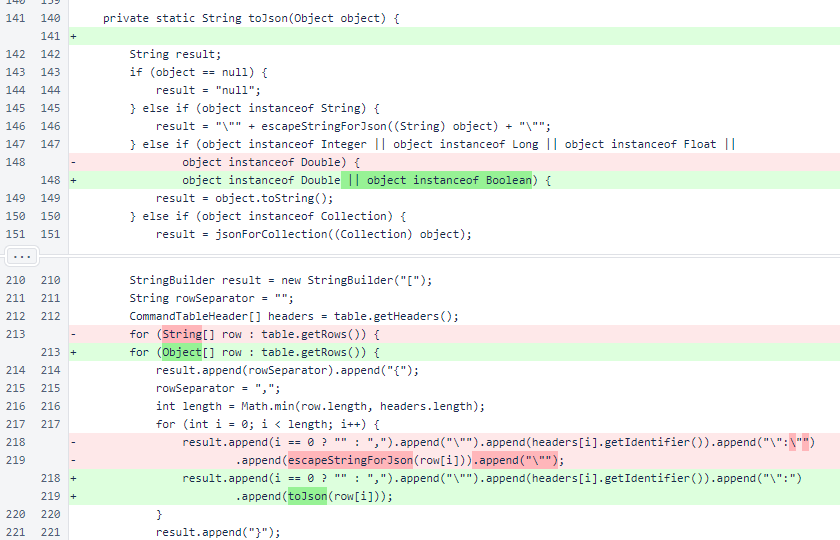 141 140 private static String toJson(Object object) {
141 +
142 142 String result;
143 143 if (object == null) {
144 144 result = "null";
145 145 } else if (object instanceof String) {
146 146 result = "\"" + escapeStringForJson((String) object) + "\"";
147 147 } else if (object instanceof Integer || object instanceof Long || object instanceof Float ||
148 - object instanceof Double) {
148 + object instanceof Double || object instanceof Boolean) {
149 149 result = object.toString();
150 150 } else if (object instanceof Collection) {
151 151 result = jsonForCollection((Collection) object);
...
210 210 StringBuilder result = new StringBuilder("[");
211 211 String rowSeparator = "";
212 212 CommandTableHeader[] headers = table.getHeaders();
213 - for (String[] row : table.getRows()) {
213 + for (Object[] row : table.getRows()) {
214 214 result.append(rowSeparator).append("{");
215 215 rowSeparator = ",";
216 216 int length = Math.min(row.length, headers.length);
217 217 for (int i = 0; i < length; i++) {
218 - result.append(i == 0 ? "" : ",").append("\"").append(headers[i].getIdentifier()).append("\":\"")
219 - .append(escapeStringForJson(row[i])).append("\"");
218 + result.append(i == 0 ? "" : ",").append("\"").append(headers[i].getIdentifier()).append("\":")
219 + .append(toJson(row[i]));
220 220 }
221 221 result.append("}");